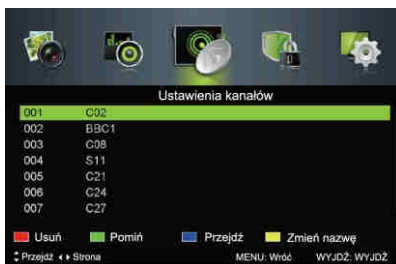 Ustawienia kanałów
001 C02
002 BBC1
003 C08
004 S11
005 C21
006 C24
007 C27
Usuń Pomiń Przejdź Zmień nazwę
Przejdź Strona MENU: Wróć WYJDŹ: WYJDŹ